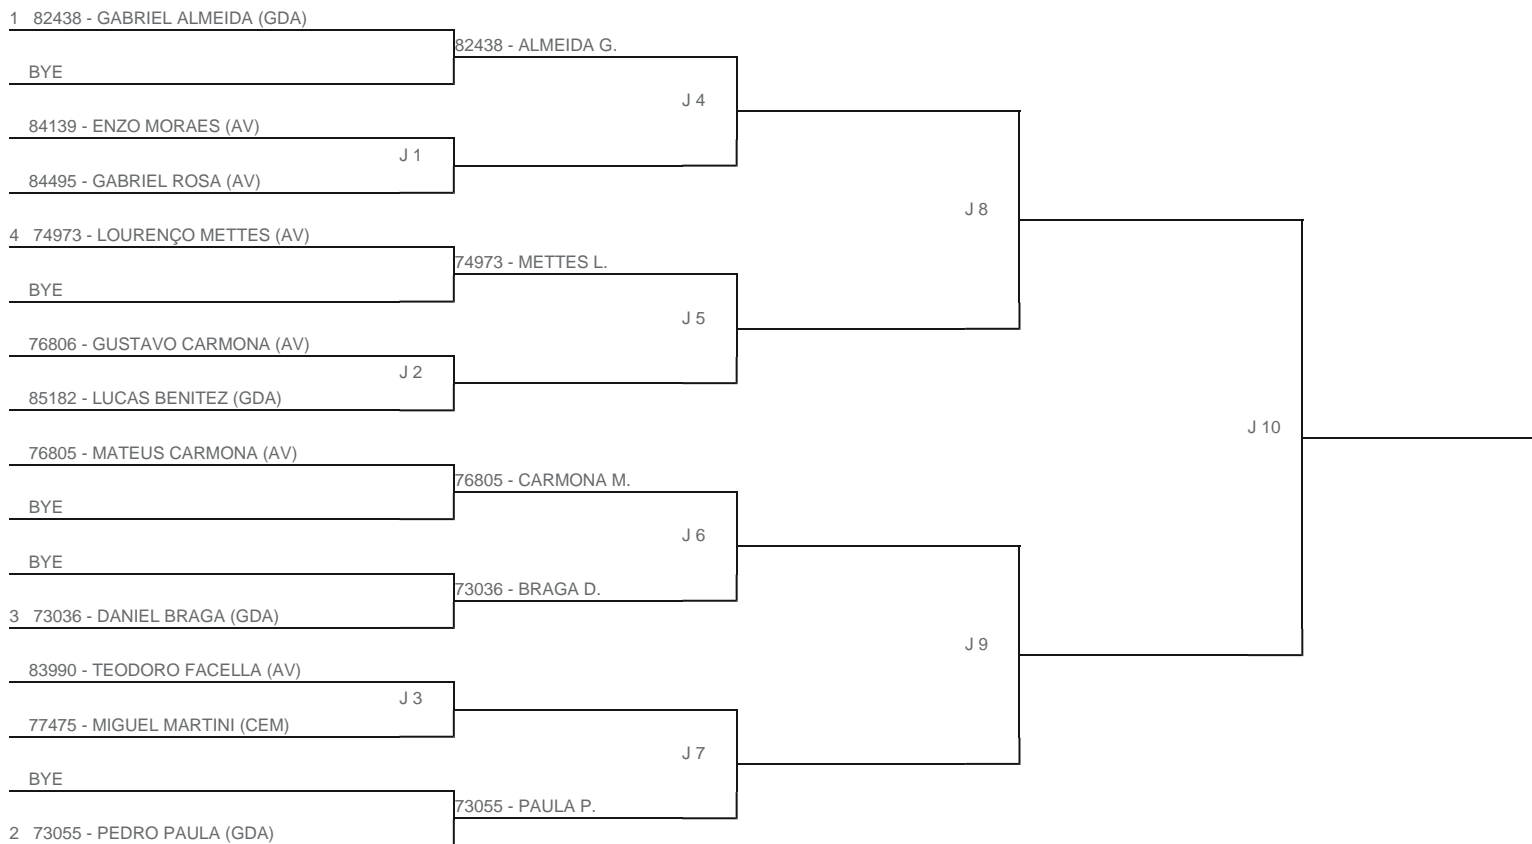 1 82438 - GABRIEL ALMEIDA (GDA)
82438 - ALMEIDA G.
BYE
J 4
84139 - ENZO MORAES (AV)
J 1
84495 - GABRIEL ROSA (AV)
J 8
4 74973 - LOURENÇO METTES (AV)
74973 - METTES L.
BYE
J 5
76806 - GUSTAVO CARMONA (AV)
J 2
85182 - LUCAS BENITEZ (GDA)
J 10
76805 - MATEUS CARMONA (AV)
76805 - CARMONA M.
BYE
J 6
BYE
73036 - BRAGA D.
3 73036 - DANIEL BRAGA (GDA)
J 9
83990 - TEODORO FACELLA (AV)
J 3
77475 - MIGUEL MARTINI (CEM)
J 7
BYE
73055 - PAULA P.
2 73055 - PEDRO PAULA (GDA)